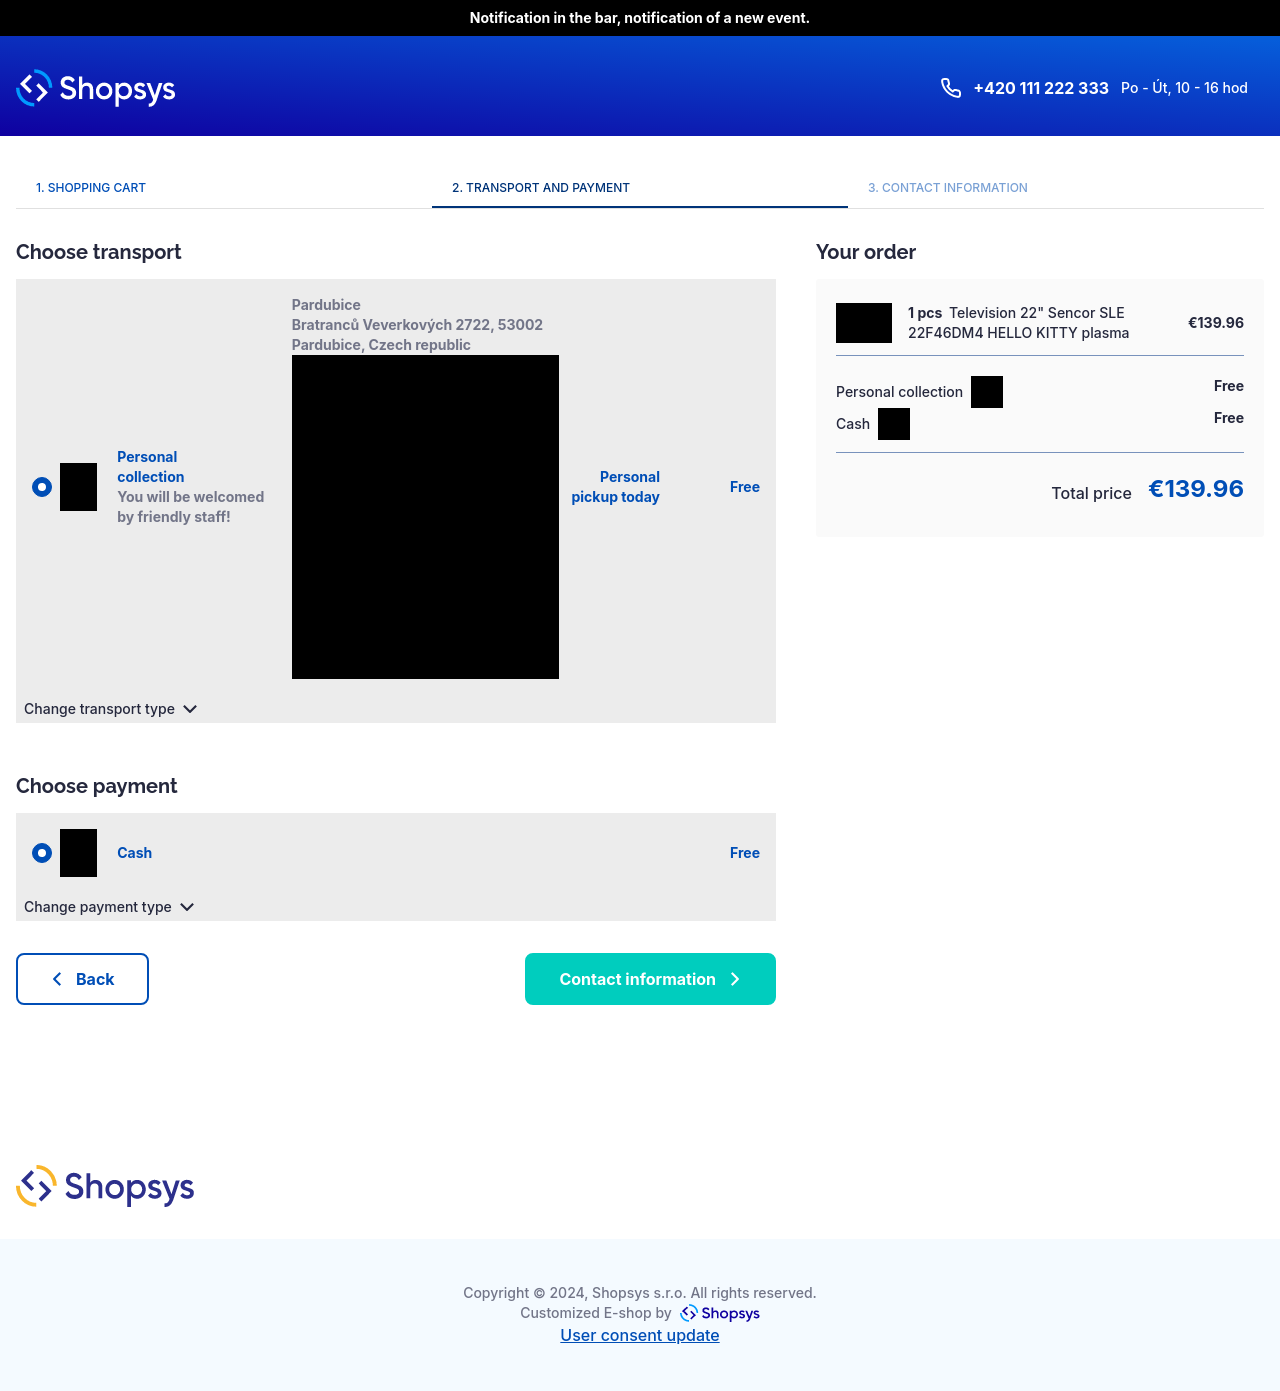 Notification in the bar, notification of a new event.
Shopsys
+420 111 222 333 Po - Út, 10 - 16 hod
1. SHOPPING CART
2. TRANSPORT AND PAYMENT
3. CONTACT INFORMATION
Choose transport
Pardubice
Bratranců Veverkových 2722, 53002
Pardubice, Czech republic
Personal
collection
You will be welcomed
by friendly staff!
Personal
pickup today
Free
Change transport type
Choose payment
Cash
Free
Change payment type
Back
Contact information
Your order
1 pcs Television 22" Sencor SLE
22F46DM4 HELLO KITTY plasma
€139.96
Personal collection
Free
Cash
Free
Total price €139.96
Shopsys
Copyright © 2024, Shopsys s.r.o. All rights reserved.
Customized E-shop by Shopsys
User consent update